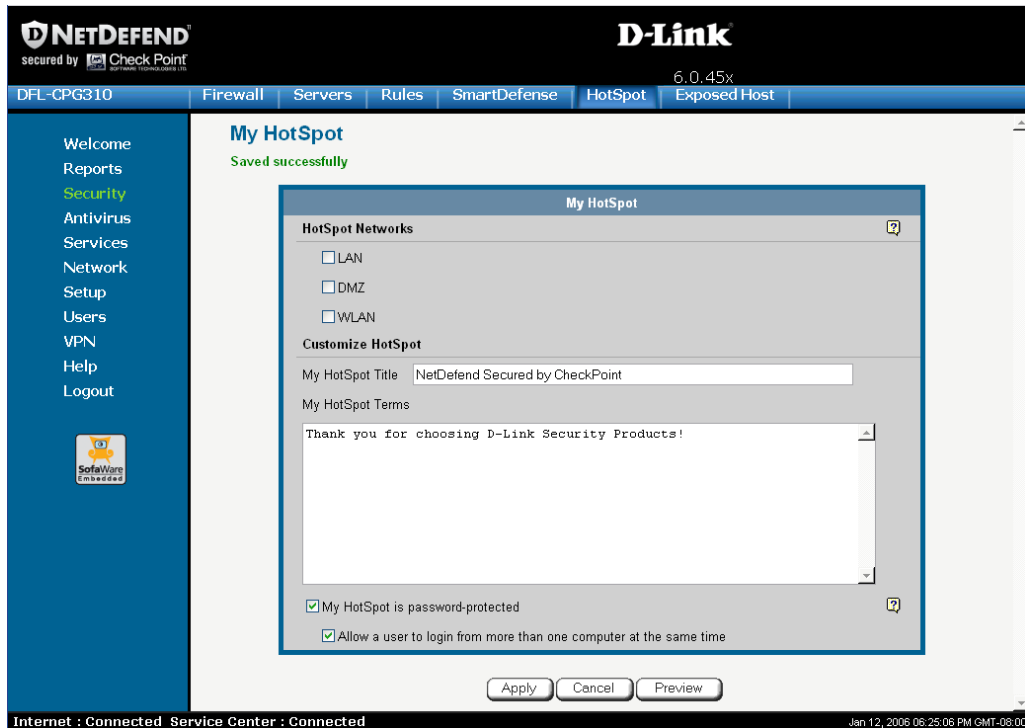 NETDEFEND
secured by Check Point
SOFTWARE TECHNOLOGIES LTD.
D-Link
6.0.45x
DFL-CPG310 Firewall Servers Rules SmartDefense HotSpot Exposed Host
Welcome
Reports
Security
Antivirus
Services
Network
Setup
Users
VPN
Help
Logout
SofaWare
Embedded
My HotSpot
Saved successfully
My HotSpot
HotSpot Networks
LAN
DMZ
WLAN
Customize HotSpot
My HotSpot Title NetDefend Secured by CheckPoint
My HotSpot Terms
Thank you for choosing D-Link Security Products!
My HotSpot is password-protected
Allow a user to login from more than one computer at the same time
Apply Cancel Preview
Internet : Connected Service Center : Connected
Jan 12, 2006 06:25:06 PM GMT-08:00